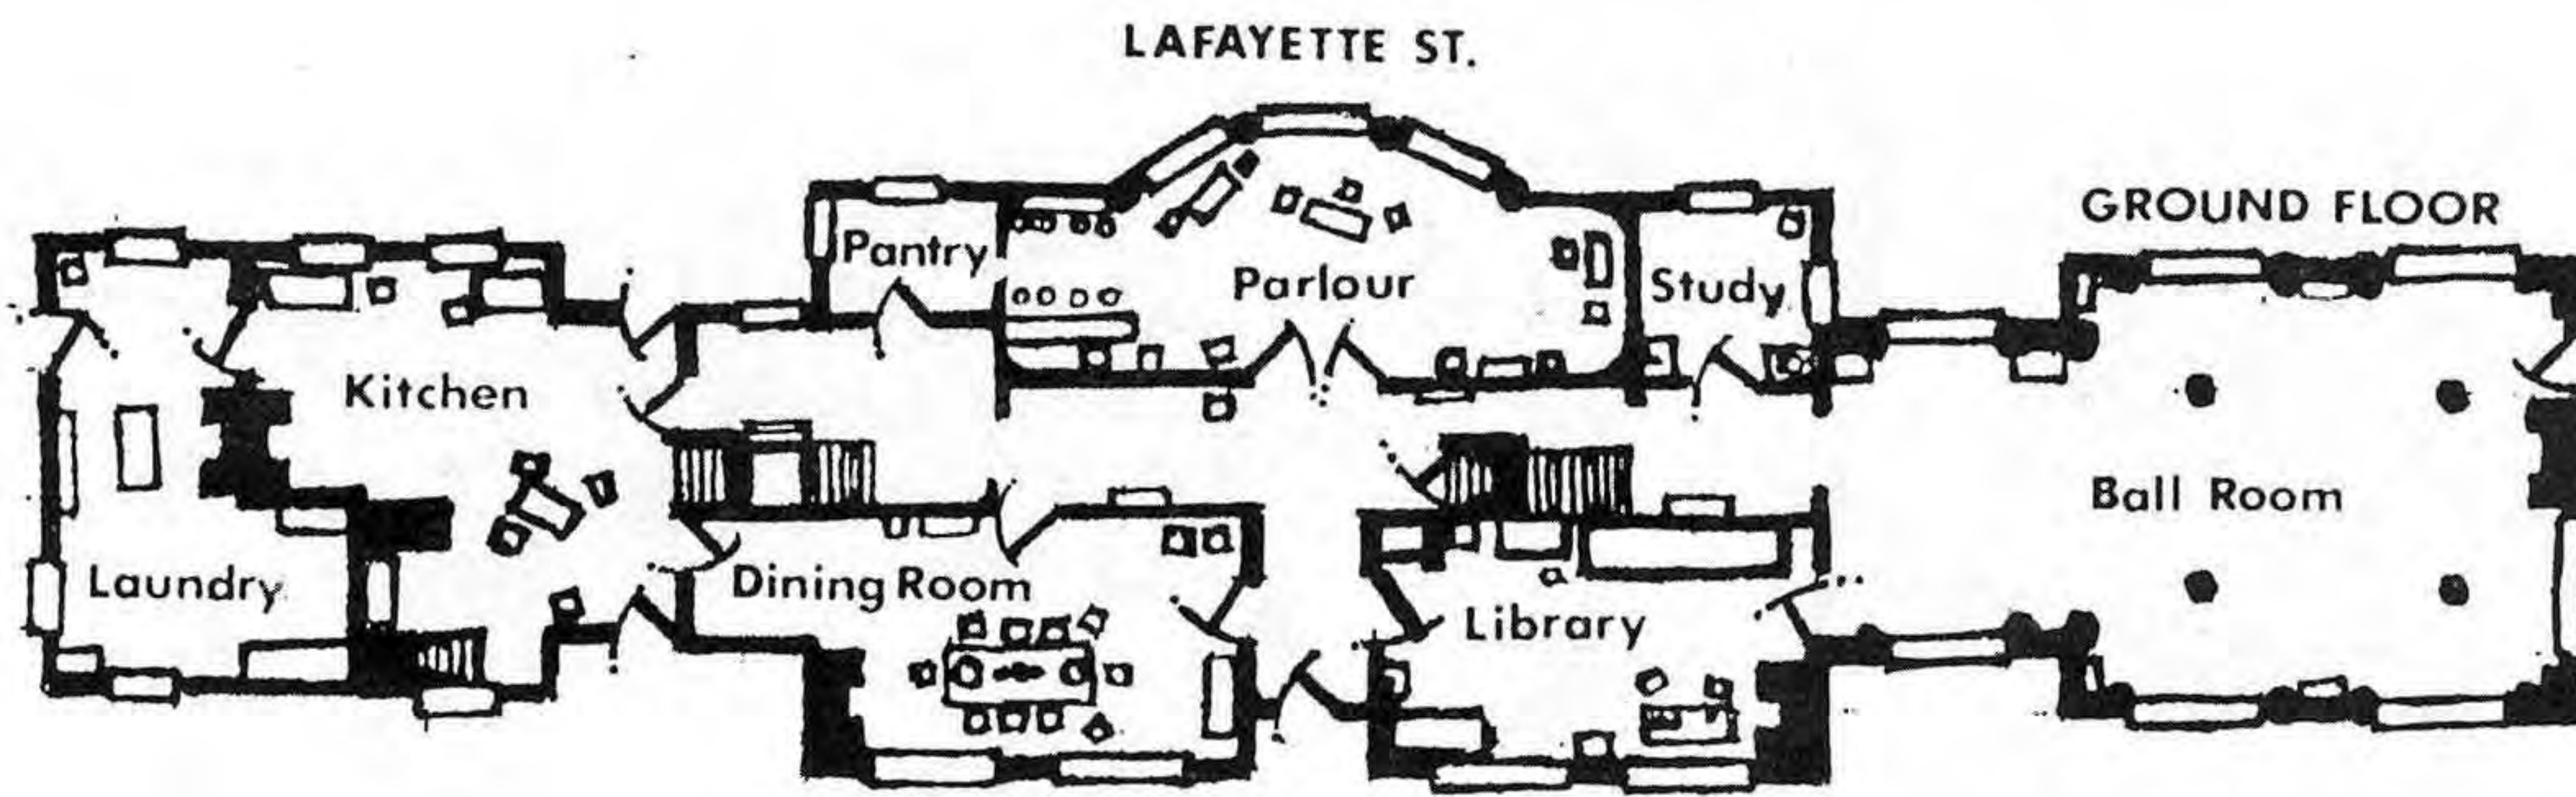 LAFAYETTE ST.
GROUND FLOOR
Pantry
Parlour
Study
Kitchen
Ball Room
Laundry
Dining Room
Library